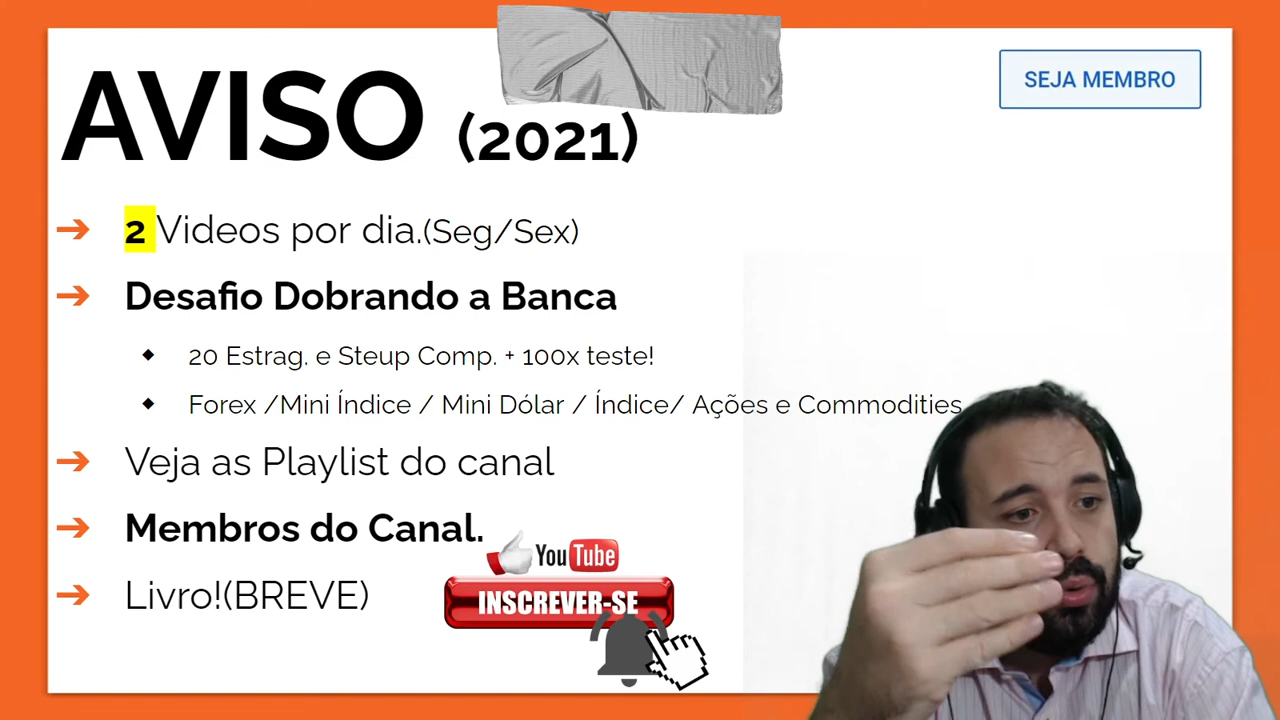 AVISO (2021)
SEJA MEMBRO
2 Videos por dia.(Seg/Sex)
Desafio Dobrando a Banca
20 Estrag. e Steup Comp. + 100x teste!
Forex /Mini Índice / Mini Dólar / Índice/ Ações e Commodities
Veja as Playlist do canal
Membros do Canal.
YouTube
Livro!(BREVE)
INSCREVER-SE